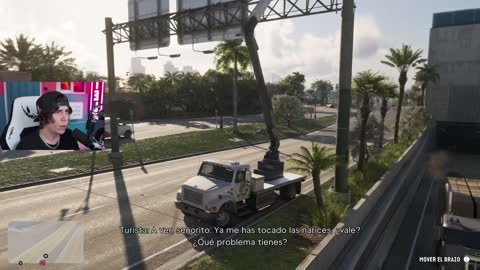 Turista: A ver, señorito. Ya me has tocado las narices, ¿vale?
¿Qué problema tienes?
MOVER EL BRAZO